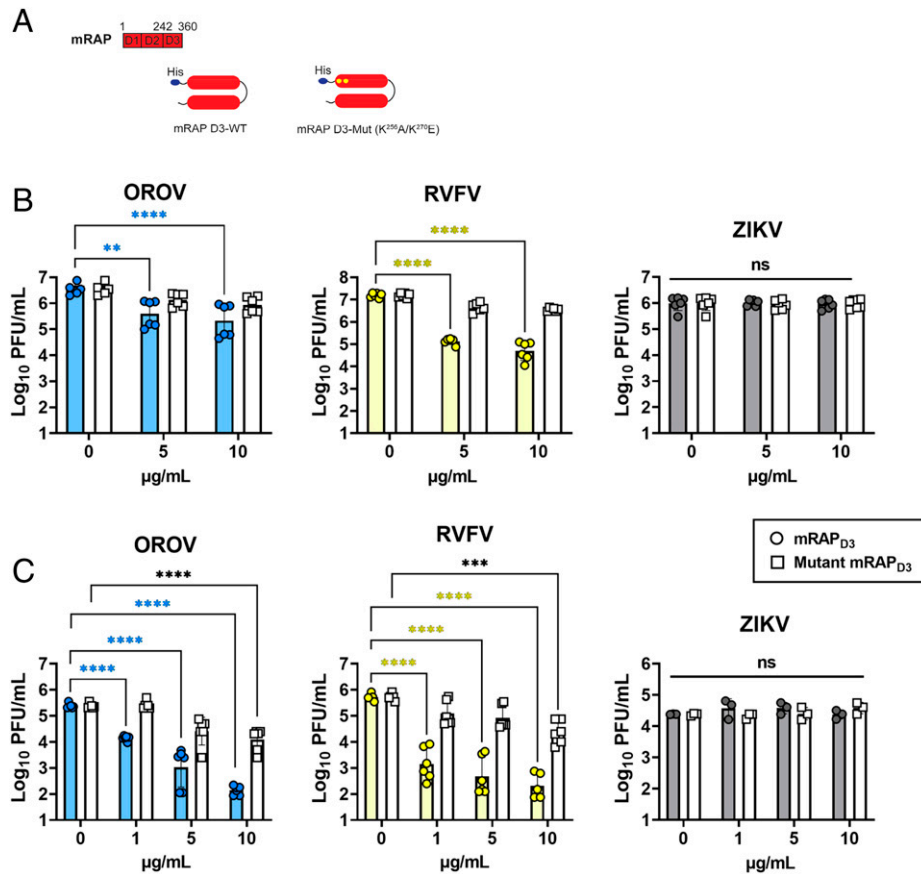 A
1 242 360
mRAP D1 D2 D3
His His
mRAP D3-WT mRAP D3-Mut (K²⁵⁶A/K²⁷⁰E)
B
OROV
****
**
Log₁₀ PFU/mL
7
6
5
4
3
2
1
0 5 10
µg/mL
RVFV
****
****
Log₁₀ PFU/mL
8
7
6
5
4
3
2
1
0 5 10
µg/mL
ZIKV
ns
Log₁₀ PFU/mL
7
6
5
4
3
2
1
0 5 10
µg/mL
mRAP_D3
Mutant mRAP_D3
C
OROV
****
****
****
****
Log₁₀ PFU/mL
7
6
5
4
3
2
1
0 1 5 10
µg/mL
RVFV
***
****
****
****
Log₁₀ PFU/mL
7
6
5
4
3
2
1
0 1 5 10
µg/mL
ZIKV
ns
Log₁₀ PFU/mL
7
6
5
4
3
2
1
0 1 5 10
µg/mL